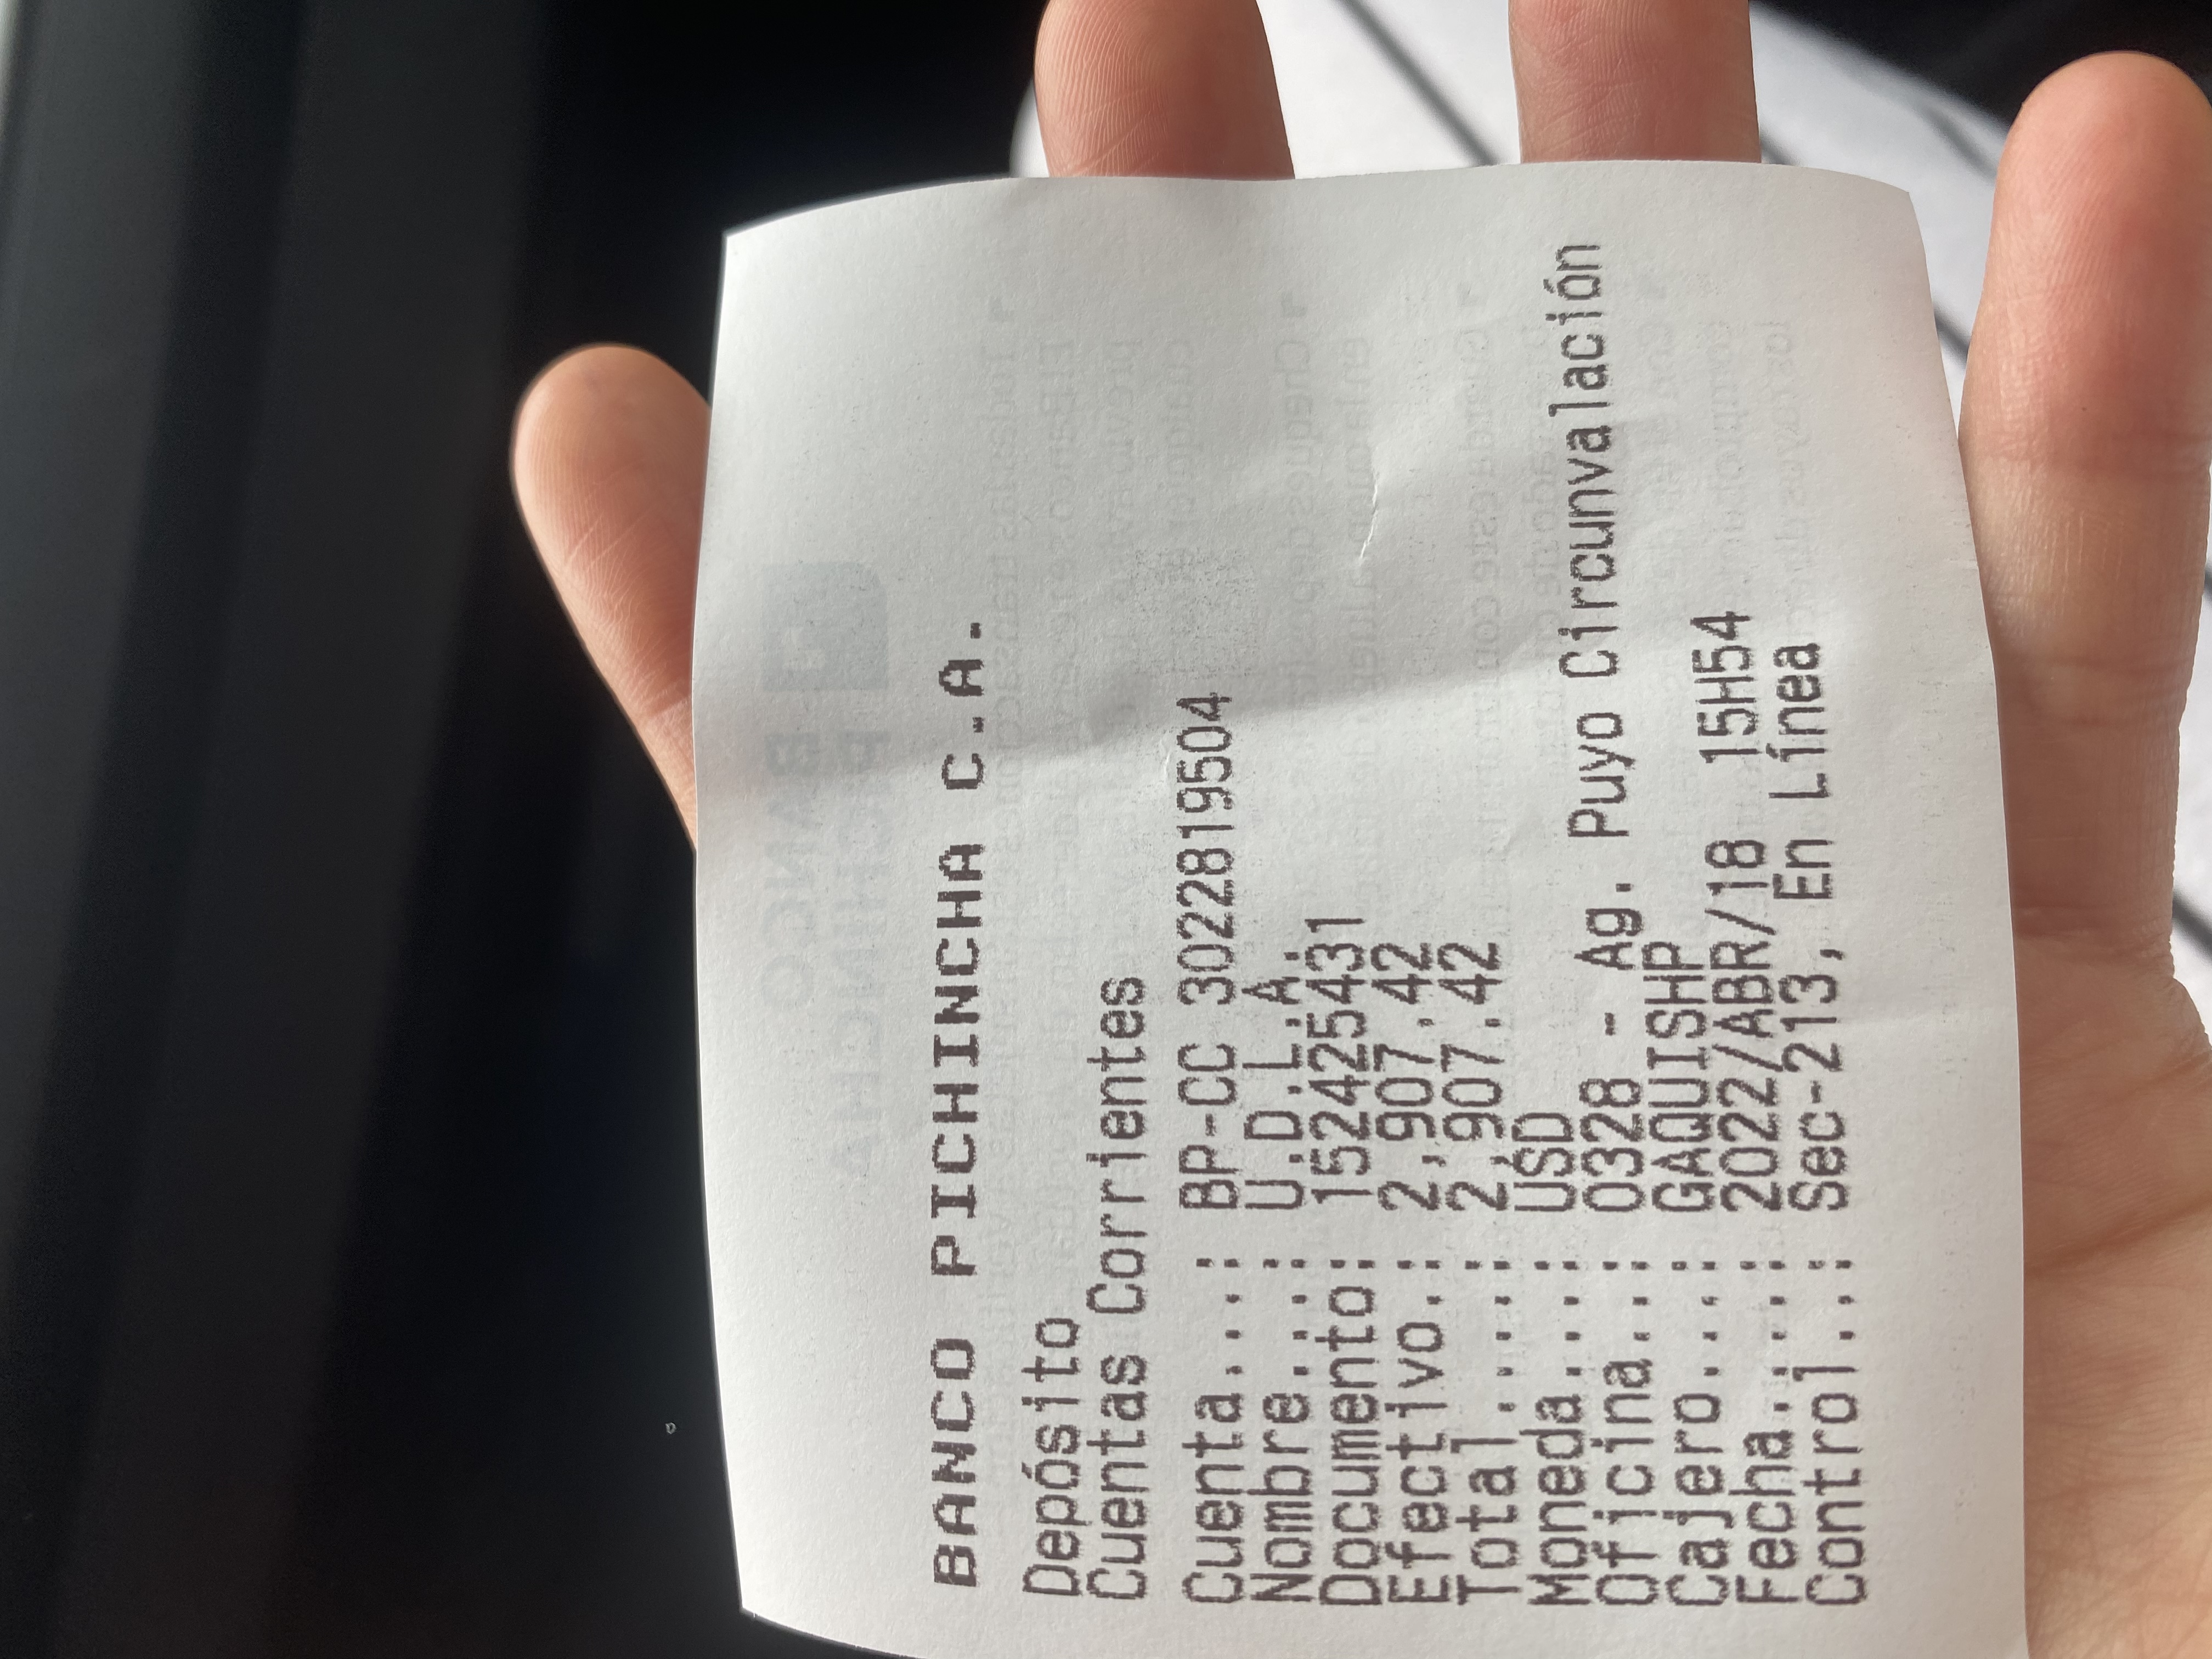 BANCO PICHINCHA C.A.
Depósito
Cuentas Corrientes
Cuenta...: BP-CC 3022819504
Nombre...: U.D.L.A.
Documento: 152425431
Efectivo.: 2,907.42
Total....: 2,907.42
Moneda...: USD
Oficina..: 0328 - Ag. Puyo Circunvalación
Cajero...: GAQUISHP
Fecha....: 2022/ABR/18 15H54
Control..: Sec-213, En Línea